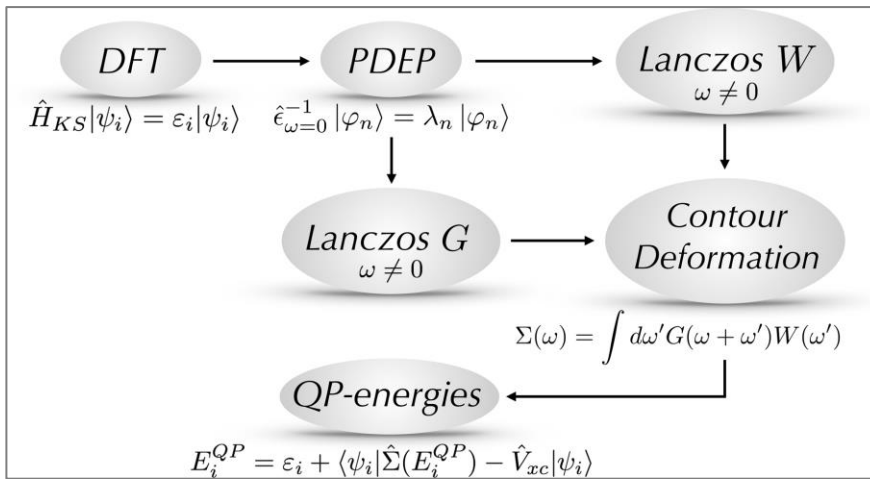 DFT
Ĥ_KS|ψ_i⟩ = ε_i|ψ_i⟩
PDEP
ϵ̂⁻¹_ω=0 |φ_n⟩ = λ_n |φ_n⟩
Lanczos W
ω ≠ 0
Lanczos G
ω ≠ 0
Contour
Deformation
Σ(ω) = ∫ dω′G(ω + ω′)W(ω′)
QP-energies
E_i^QP = ε_i + ⟨ψ_i|Σ̂(E_i^QP) − V̂_xc|ψ_i⟩